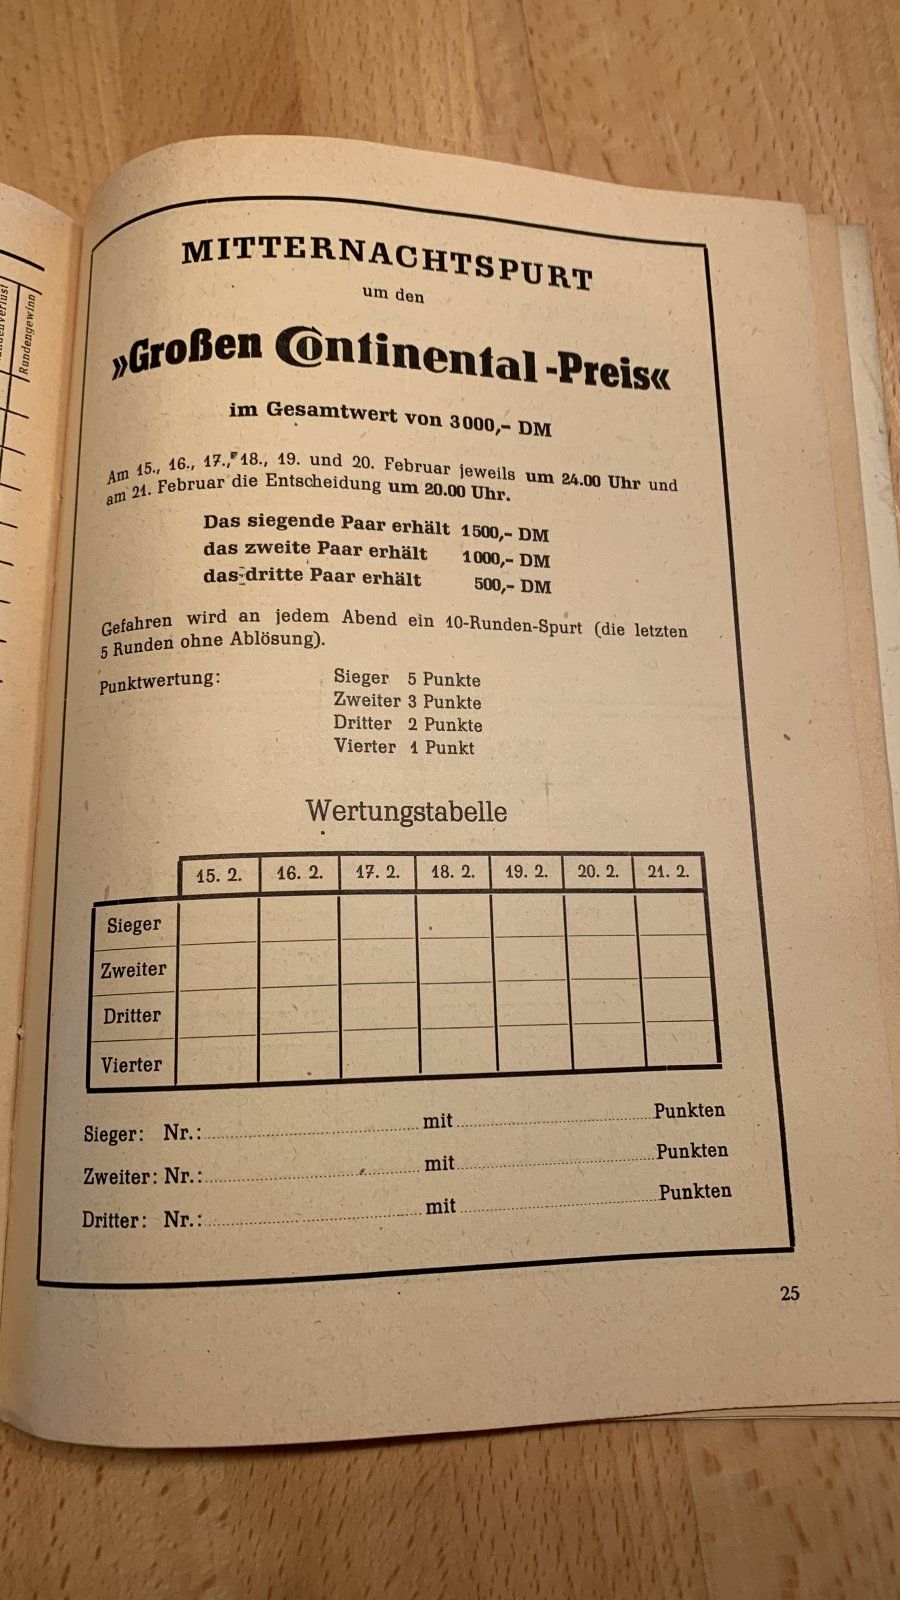 Rundengewinn
MITTERNACHTSPURT
um den
»Großen Continental-Preis«
im Gesamtwert von 3000,- DM
Am 15., 16., 17., 18., 19. und 20. Februar jeweils um 24.00 Uhr und
am 21. Februar die Entscheidung um 20.00 Uhr.
Das siegende Paar erhält 1500,- DM
das zweite Paar erhält 1000,- DM
das dritte Paar erhält 500,- DM
Gefahren wird an jedem Abend ein 10-Runden-Spurt (die letzten
5 Runden ohne Ablösung).
Punktwertung: Sieger 5 Punkte
Zweiter 3 Punkte
Dritter 2 Punkte
Vierter 1 Punkt
Wertungstabelle
15. 2. 16. 2. 17. 2. 18. 2. 19. 2. 20. 2. 21. 2.
Sieger
Zweiter
Dritter
Vierter
Sieger: Nr.: mit Punkten
Zweiter: Nr.: mit Punkten
Dritter: Nr.: mit Punkten
25